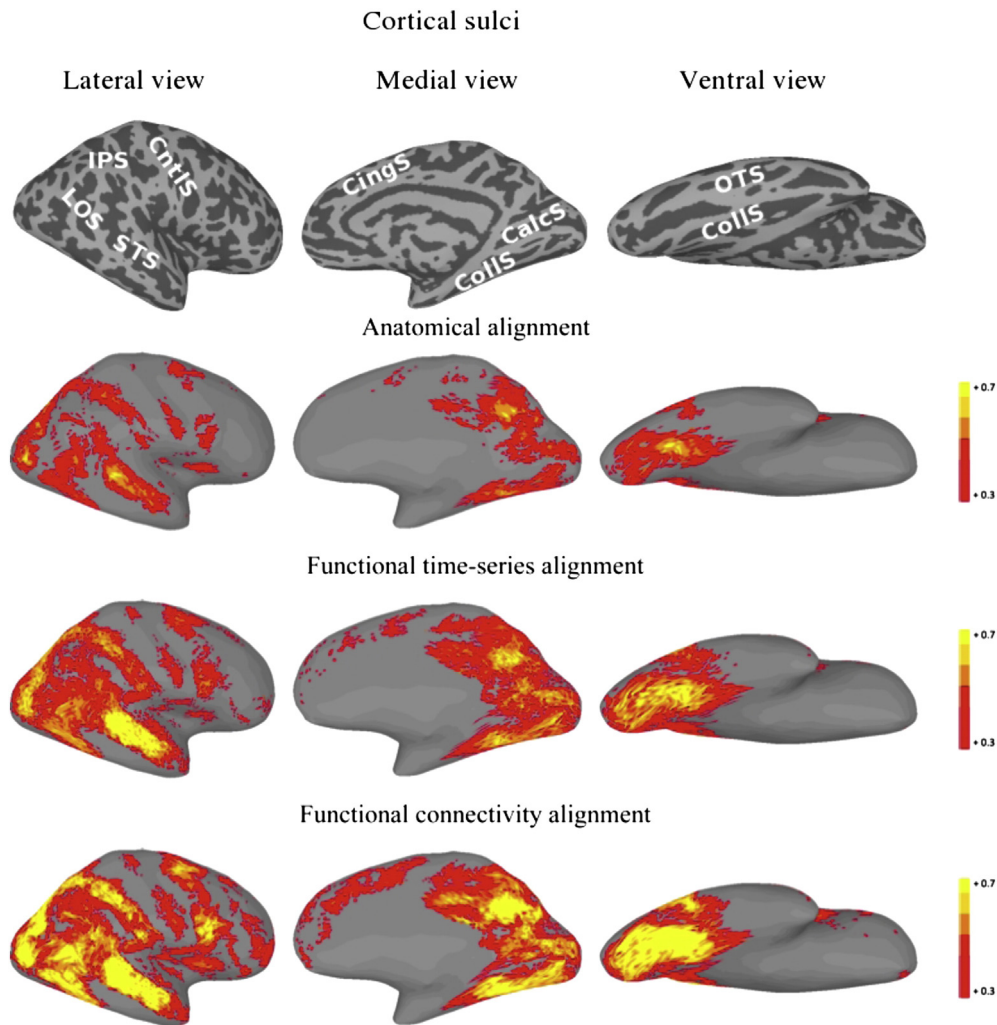 Cortical sulci
Lateral view
Medial view
Ventral view
IPS
CntlS
LOS
STS
CingS
CalcS
CollS
OTS
CollS
Anatomical alignment
+ 0.7
+ 0.3
Functional time-series alignment
+ 0.7
+ 0.3
Functional connectivity alignment
+ 0.7
+ 0.3